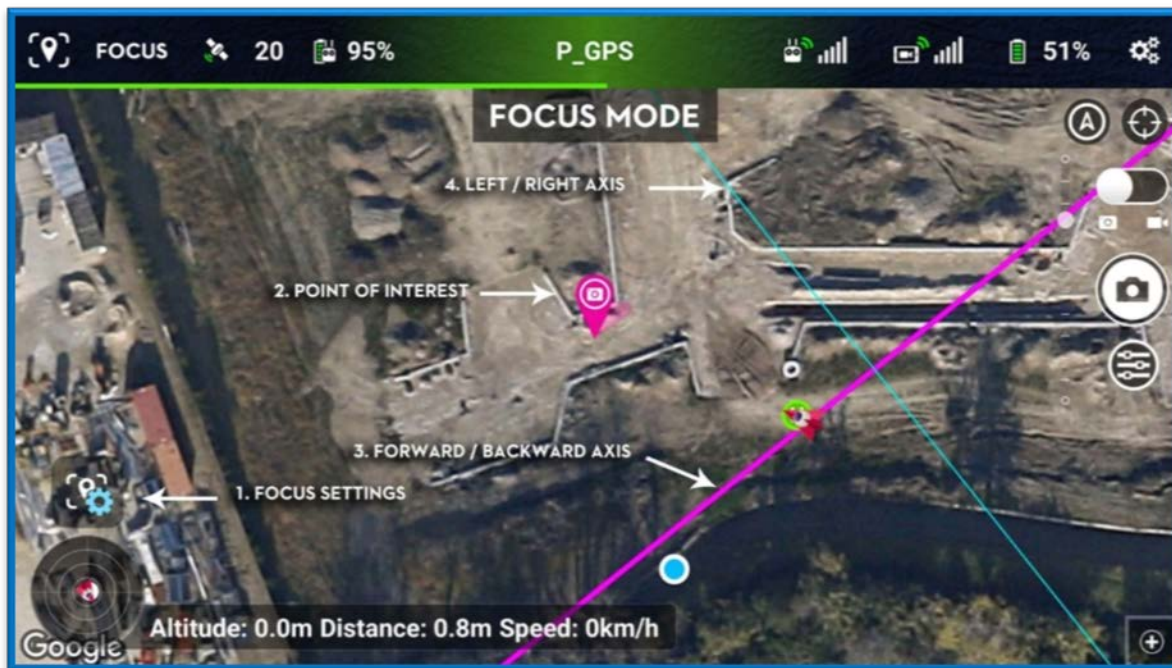 FOCUS 20 95% P_GPS 51%
FOCUS MODE
A
4. LEFT / RIGHT AXIS
2. POINT OF INTEREST
3. FORWARD / BACKWARD AXIS
1. FOCUS SETTINGS
Altitude: 0.0m Distance: 0.8m Speed: 0km/h
Google